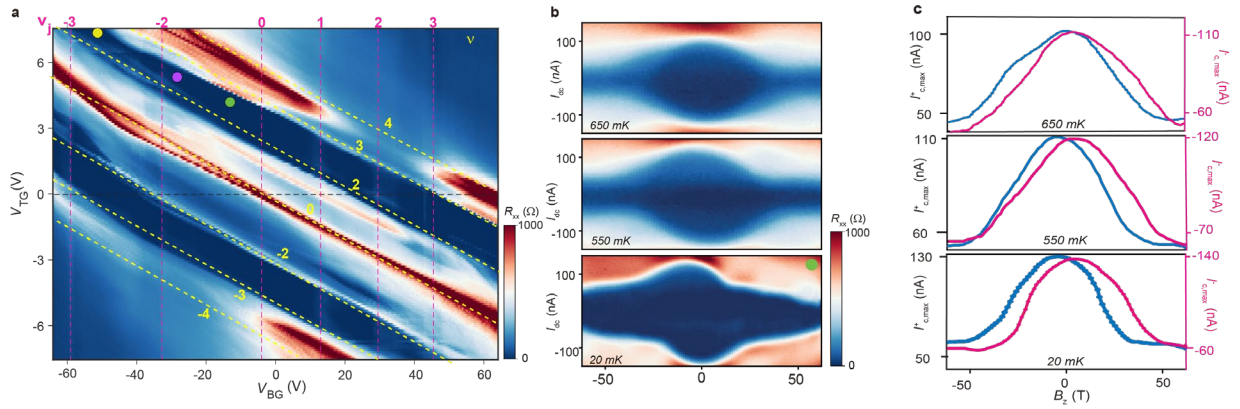 a
νj
-3
-2
0
1
2
3
ν
4
3
2
0
-2
-3
-4
VTG(V)
6
3
0
-3
-6
-60
-40
-20
0
20
40
60
VBG (V)
Rxx (Ω)
1000
0
b
Idc (nA)
100
-100
650 mK
Idc (nA)
100
-100
550 mK
Idc (nA)
100
-100
20 mK
-50
0
50
Rxx (Ω)
1000
0
c
I+c,max (nA)
100
50
-110
-60
I-c, max (nA)
650 mK
I+c,max (nA)
110
60
-120
-70
I-c, max (nA)
550 mK
I+c,max (nA)
130
50
-140
-60
I-c, max (nA)
20 mK
-50
0
50
Bz (T)